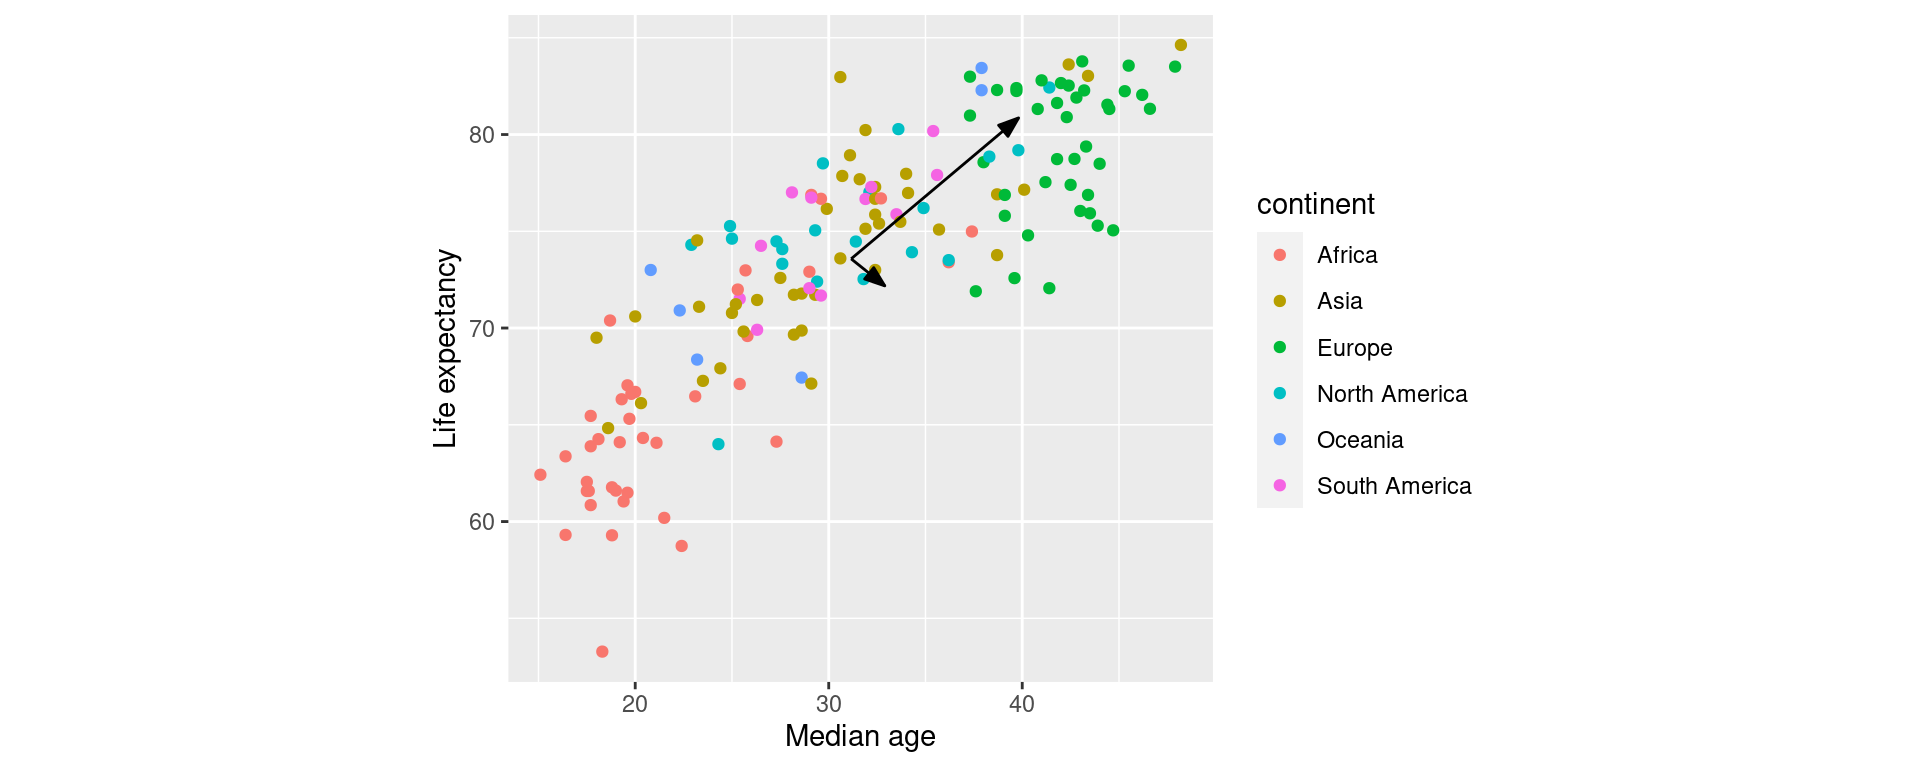 80
70
60
Life expectancy
20 30 40
Median age
continent
Africa
Asia
Europe
North America
Oceania
South America